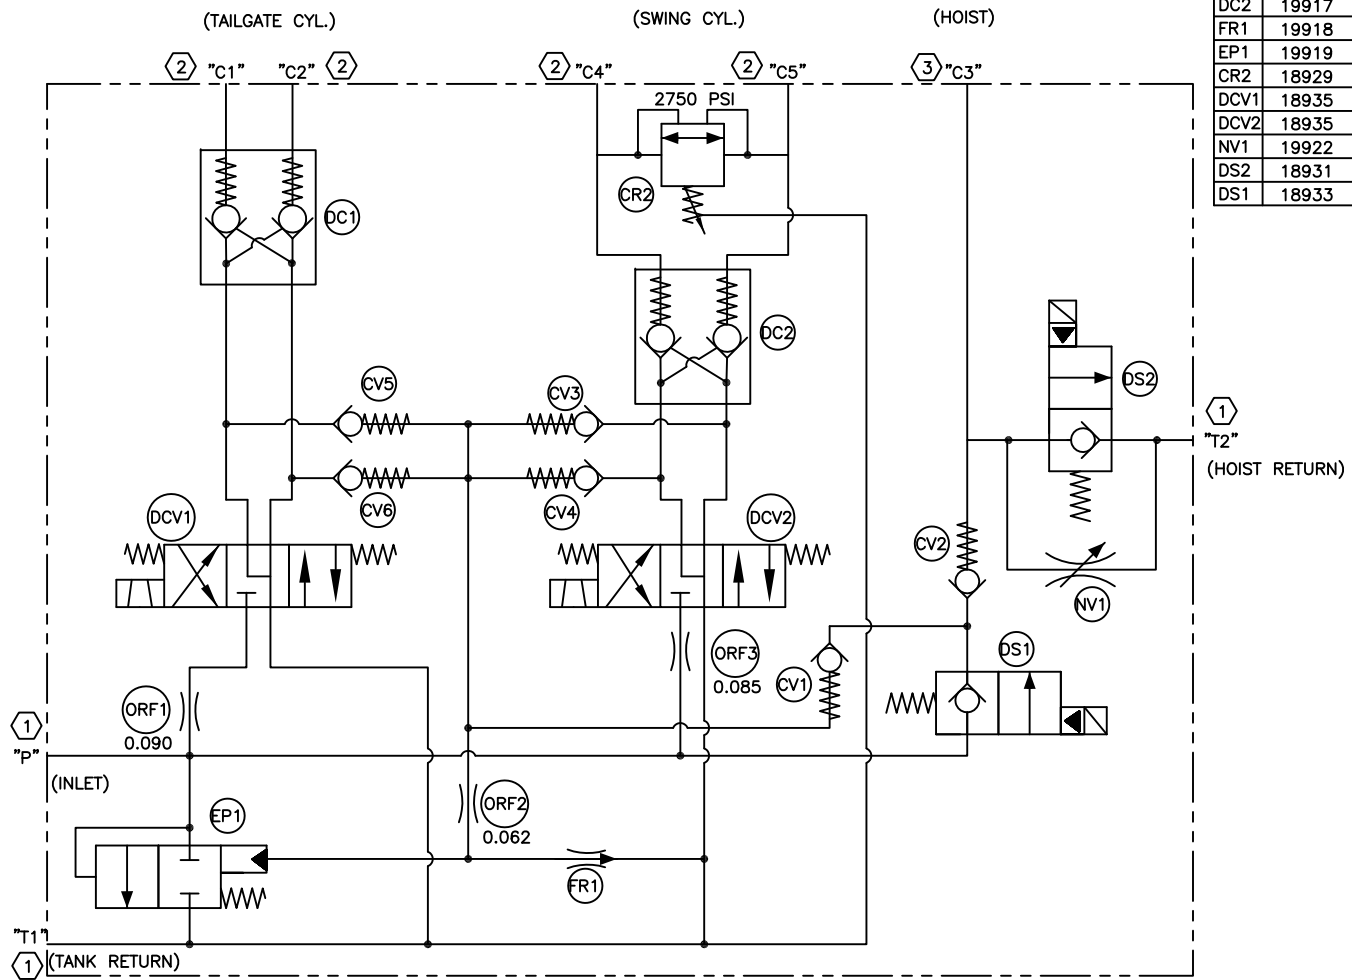 (TAILGATE CYL.)
(SWING CYL.)
(HOIST)
2 "C1" "C2" 2
2 "C4"
2 "C5"
3 "C3"
DC2 19917
FR1 19918
EP1 19919
CR2 18929
DCV1 18935
DCV2 18935
NV1 19922
DS2 18931
DS1 18933
2750 PSI
CR2
DC1
DC2
DS2
CV5
CV3
1
"T2"
(HOIST RETURN)
CV6
CV4
DCV1
DCV2
CV2
NV1
ORF3
0.085
DS1
CV1
ORF1
0.090
1
"P"
(INLET)
EP1
ORF2
0.062
FR1
"T1"
1
(TANK RETURN)